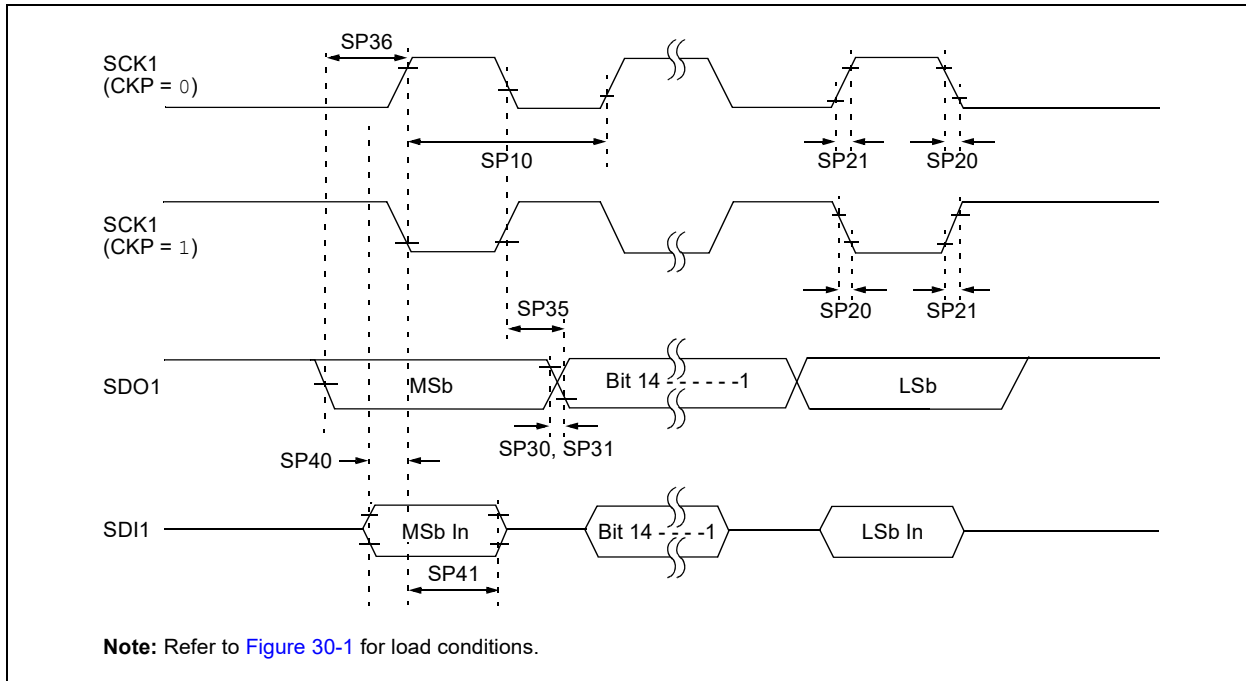 SP36
SCK1
(CKP = 0)
SP10
SP21
SP20
SCK1
(CKP = 1)
SP35
SP20
SP21
SDO1
MSb
Bit 14 - - - - - -1
LSb
SP30, SP31
SP40
SDI1
MSb In
Bit 14 - - - -1
LSb In
SP41
Note: Refer to Figure 30-1 for load conditions.